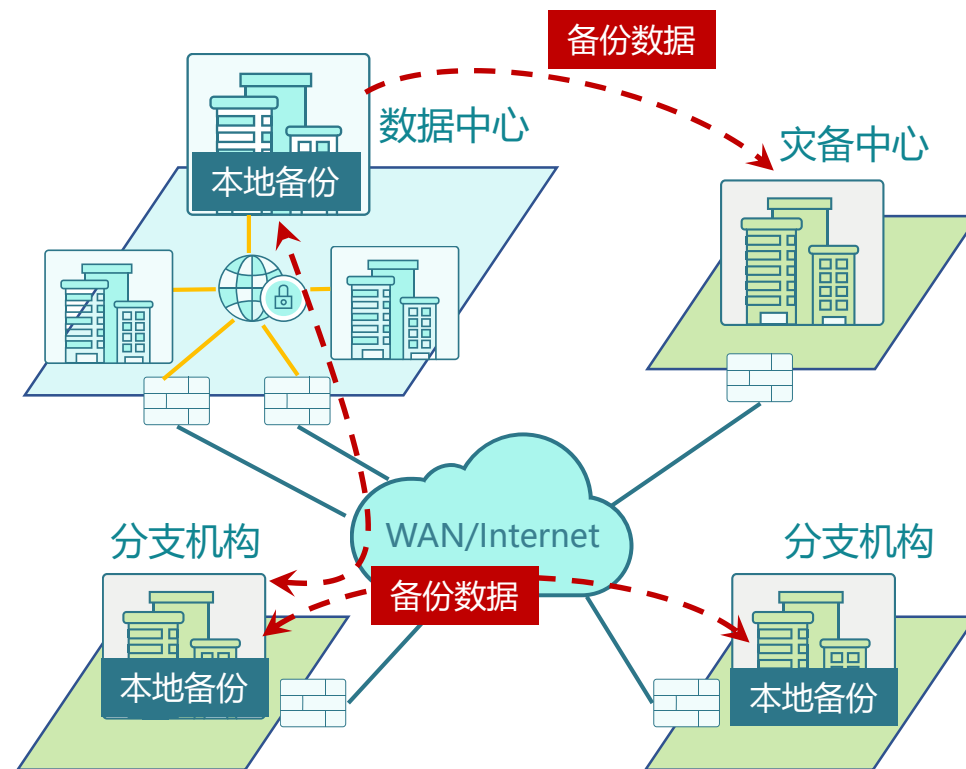 备份数据
数据中心
灾备中心
本地备份
WAN/Internet
分支机构
分支机构
备份数据
本地备份
本地备份